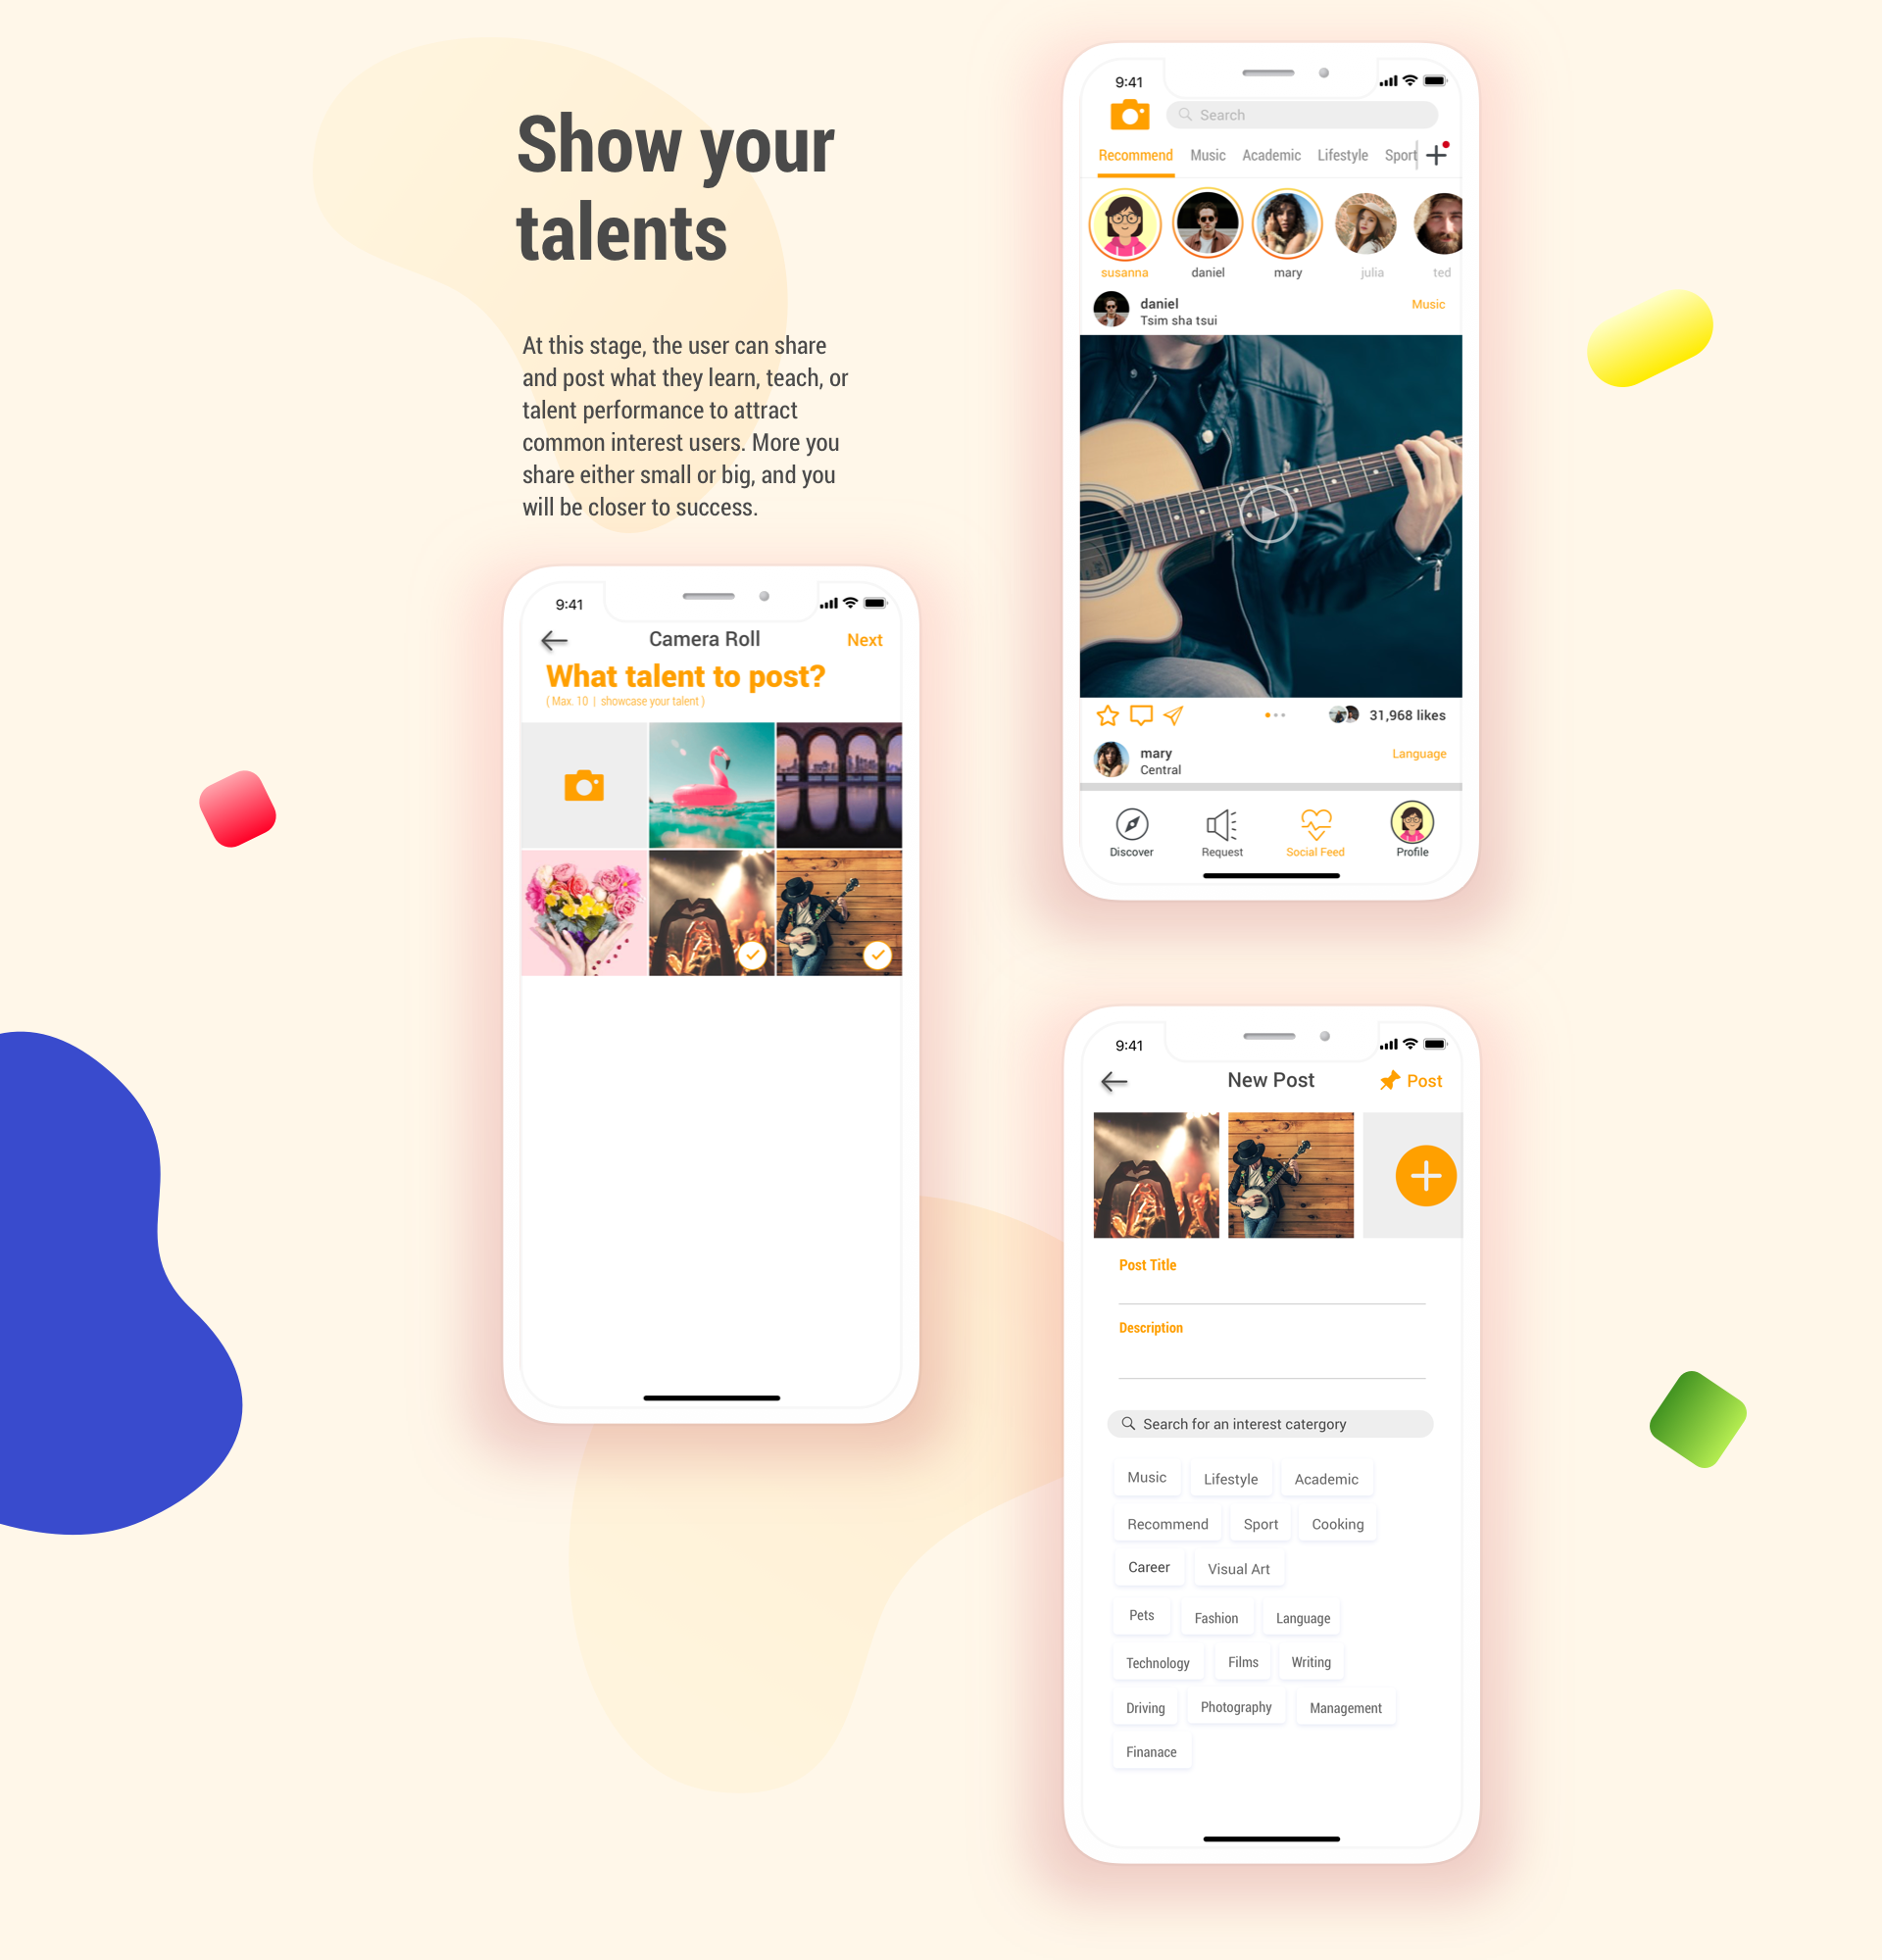 Show your
talents
At this stage, the user can share
and post what they learn, teach, or
talent performance to attract
common interest users. More you
share either small or big, and you
will be closer to success.
9:41
Search
Recommend Music Academic Lifestyle Sport
susanna daniel mary julia ted
daniel Music
Tsim sha tsui
31,968 likes
mary Language
Central
Discover Request Social Feed Profile
9:41
Camera Roll Next
What talent to post?
( Max. 10 | showcase your talent )
9:41
New Post Post
Post Title
Description
Search for an interest catergory
Music Lifestyle Academic
Recommend Sport Cooking
Career Visual Art
Pets Fashion Language
Technology Films Writing
Driving Photography Management
Finanace